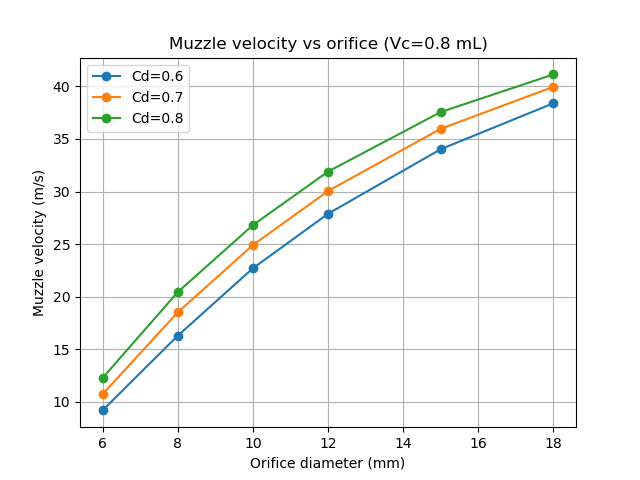 Muzzle velocity vs orifice (Vc=0.8 mL)
Cd=0.6
Cd=0.7
Cd=0.8
40
35
30
25
20
15
10
Muzzle velocity (m/s)
6 8 10 12 14 16 18
Orifice diameter (mm)